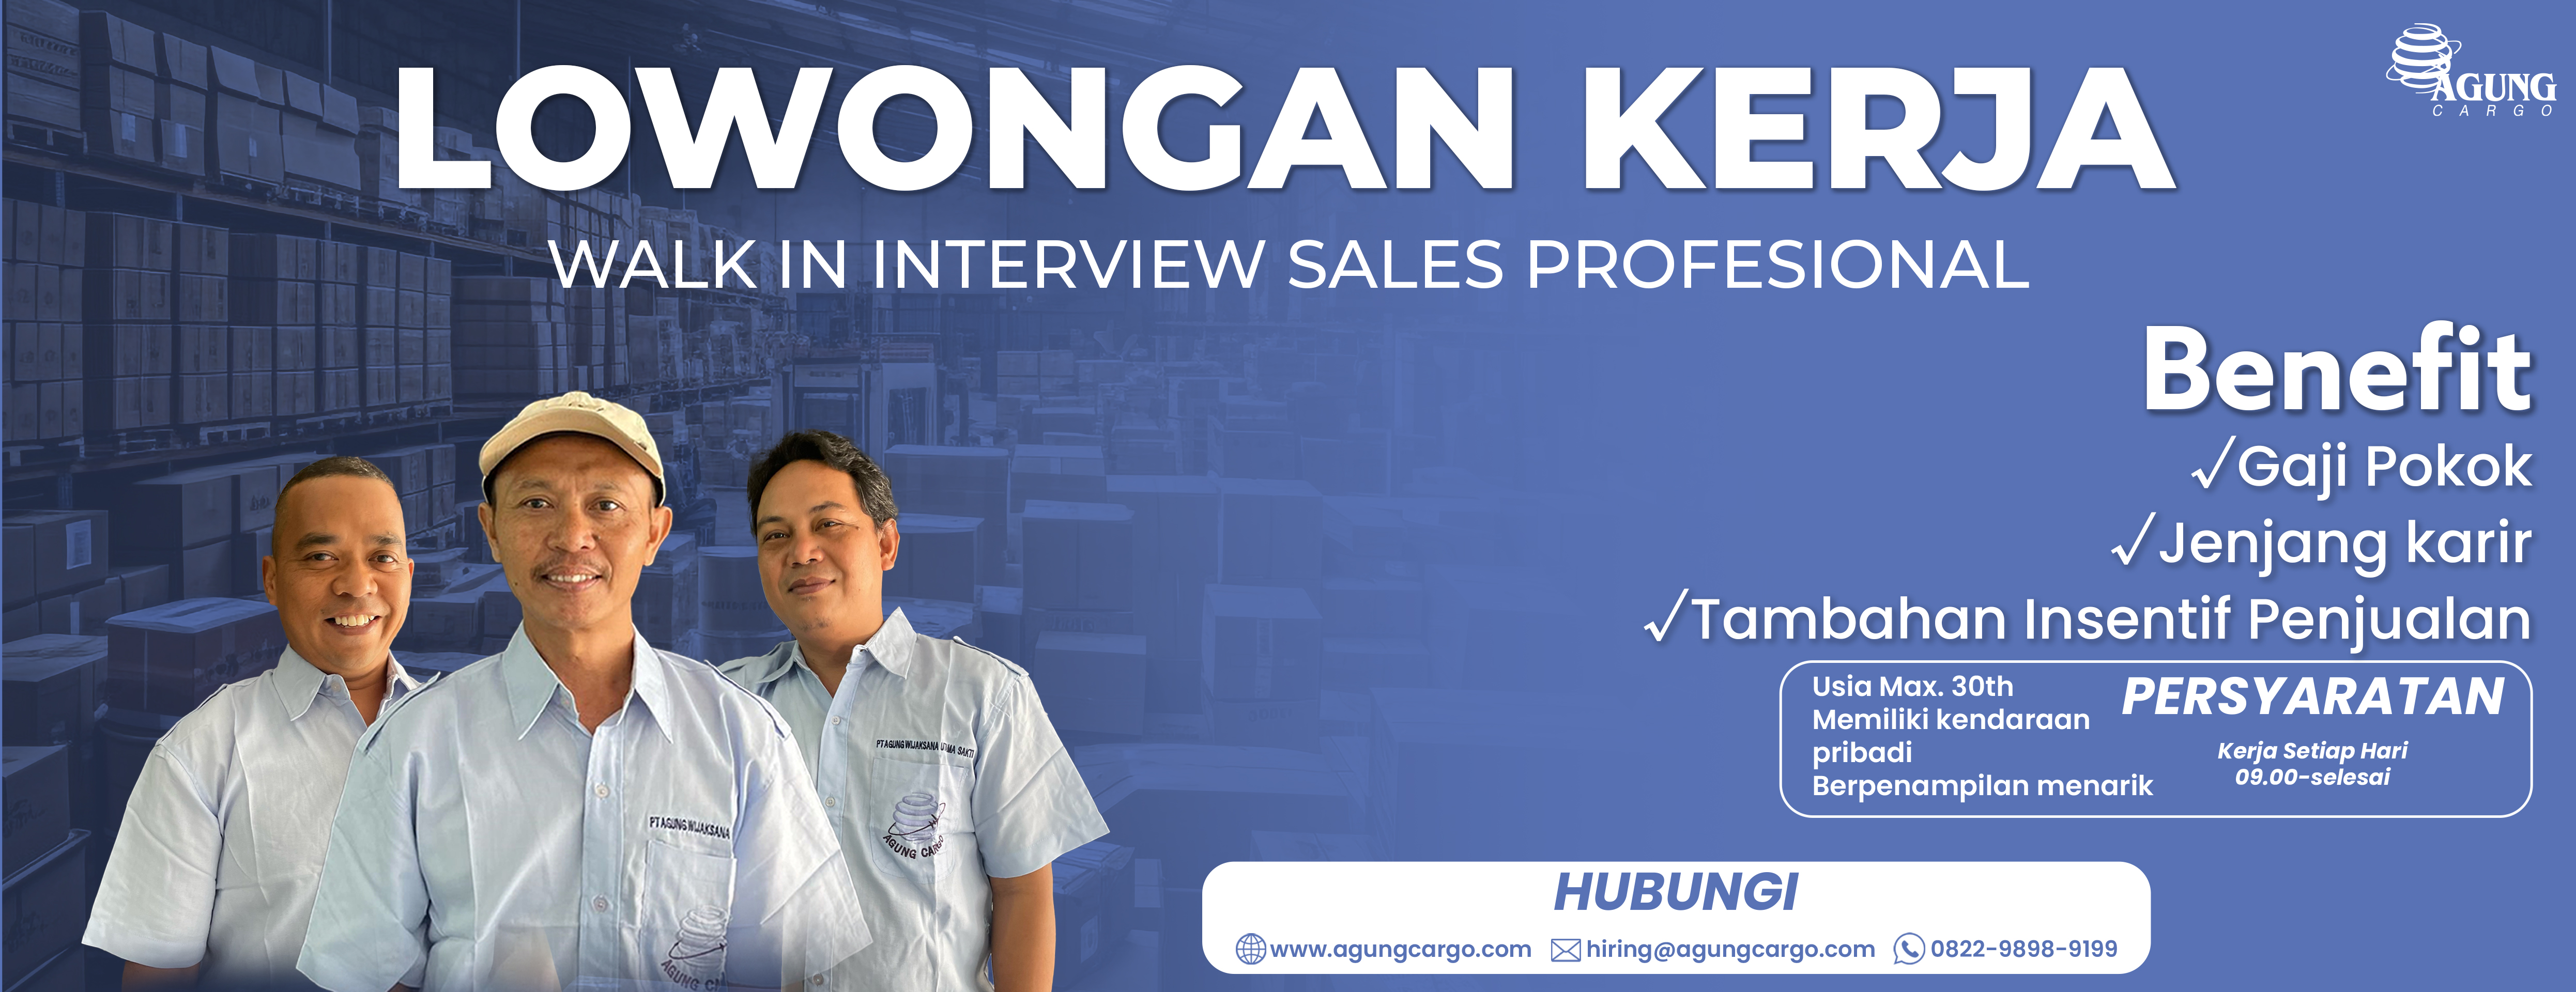 AGUNG
CARGO
LOWONGAN KERJA
WALK IN INTERVIEW SALES PROFESIONAL
Benefit
✓Gaji Pokok
✓Jenjang karir
✓Tambahan Insentif Penjualan
PERSYARATAN
Usia Max. 30th
Memiliki kendaraan
pribadi
Berpenampilan menarik
Kerja Setiap Hari
09.00-selesai
PT AGUNG WIJAKSANA UTAMA SAKTI
AGUNG CARGO
PT AGUNG WIJAKSANA
AGUNG
HUBUNGI
www.agungcargo.com hiring@agungcargo.com 0822-9898-9199